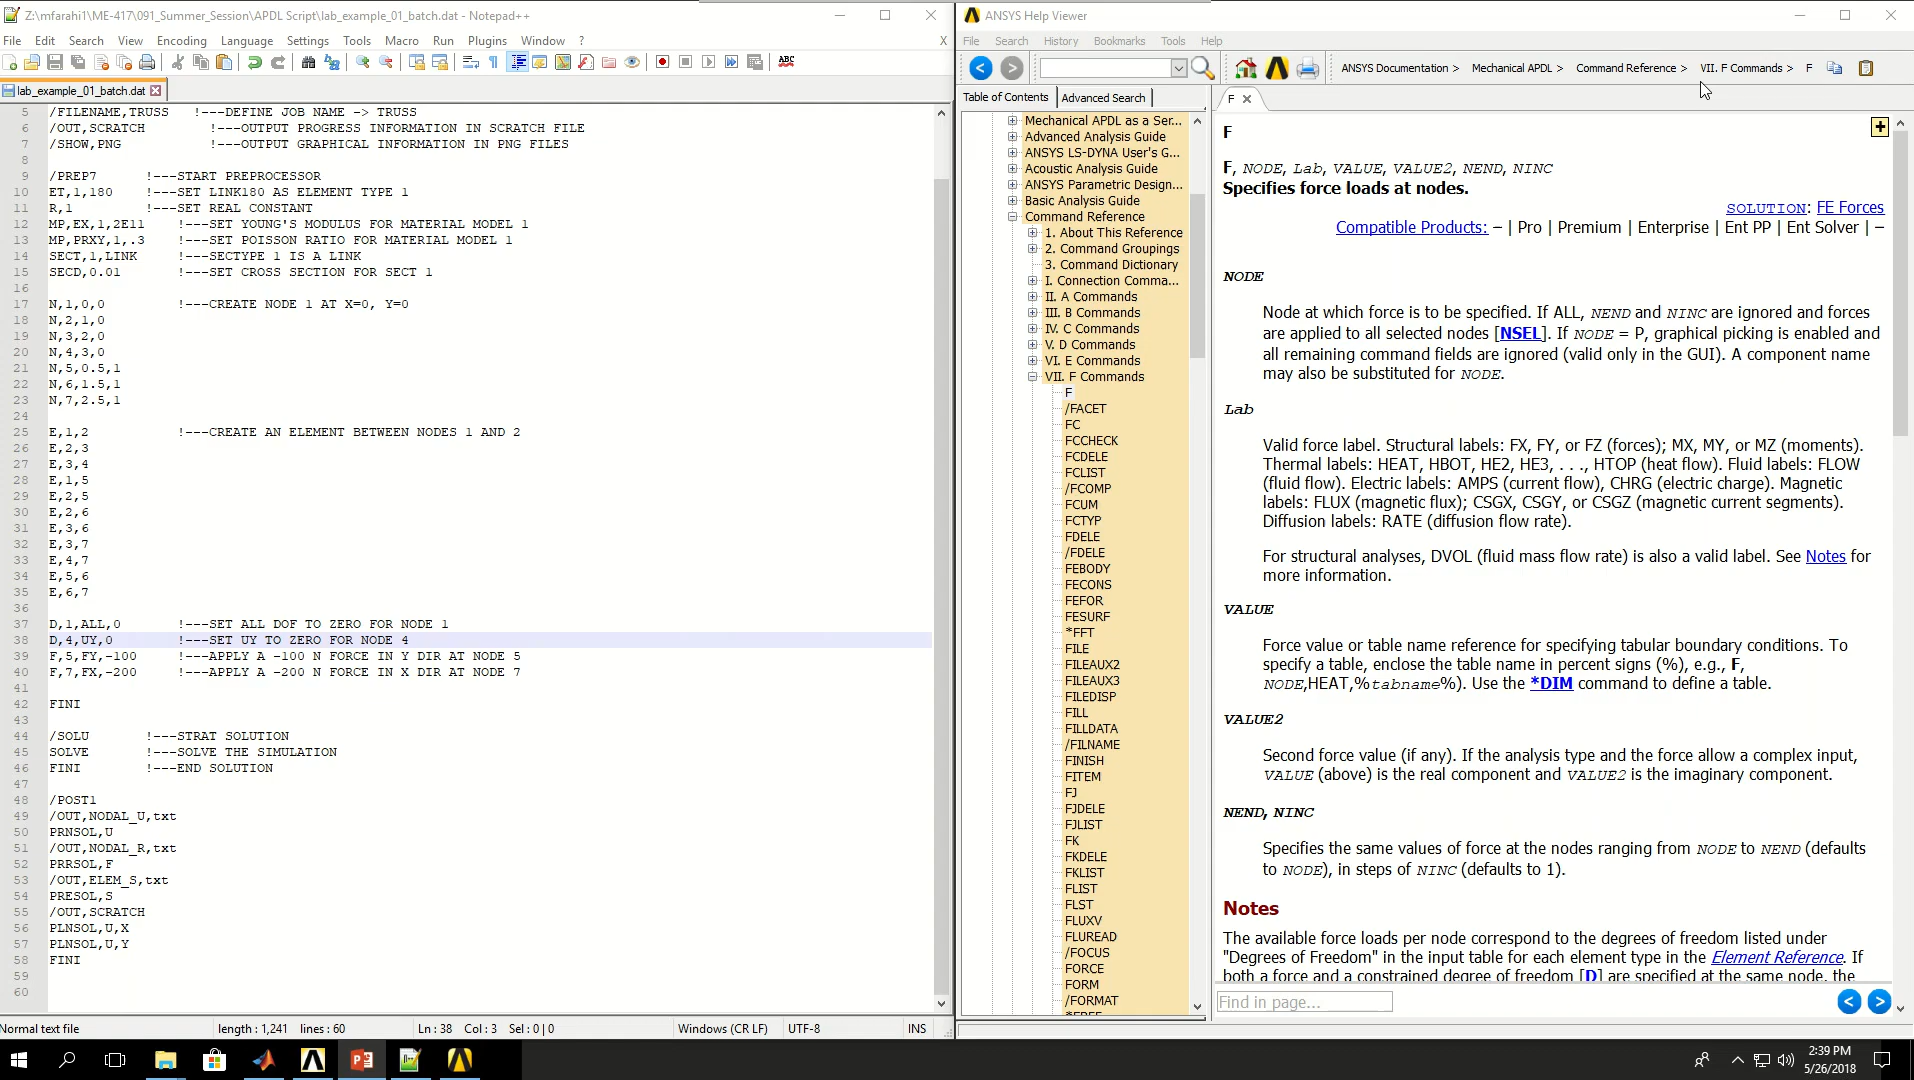 Z:\mfarahi1\ME-417\091_Summer_Session\APDL Script\lab_example_01_batch.dat - Notepad++
File Edit Search View Encoding Language Settings Tools Macro Run Plugins Window ? X
lab_example_01_batch.dat
5 /FILENAME,TRUSS !---DEFINE JOB NAME -> TRUSS
6 /OUT,SCRATCH !---OUTPUT PROGRESS INFORMATION IN SCRATCH FILE
7 /SHOW,PNG !---OUTPUT GRAPHICAL INFORMATION IN PNG FILES
8
9 /PREP7 !---START PREPROCESSOR
10 ET,1,180 !---SET LINK180 AS ELEMENT TYPE 1
11 R,1 !---SET REAL CONSTANT
12 MP,EX,1,2E11 !---SET YOUNG'S MODULUS FOR MATERIAL MODEL 1
13 MP,PRXY,1,.3 !---SET POISSON RATIO FOR MATERIAL MODEL 1
14 SECT,1,LINK !---SECTYPE 1 IS A LINK
15 SECD,0.01 !---SET CROSS SECTION FOR SECT 1
16
17 N,1,0,0 !---CREATE NODE 1 AT X=0, Y=0
18 N,2,1,0
19 N,3,2,0
20 N,4,3,0
21 N,5,0.5,1
22 N,6,1.5,1
23 N,7,2.5,1
24
25 E,1,2 !---CREATE AN ELEMENT BETWEEN NODES 1 AND 2
26 E,2,3
27 E,3,4
28 E,1,5
29 E,2,5
30 E,2,6
31 E,3,6
32 E,3,7
33 E,4,7
34 E,5,6
35 E,6,7
36
37 D,1,ALL,0 !---SET ALL DOF TO ZERO FOR NODE 1
38 D,4,UY,0 !---SET UY TO ZERO FOR NODE 4
39 F,5,FY,-100 !---APPLY A -100 N FORCE IN Y DIR AT NODE 5
40 F,7,FX,-200 !---APPLY A -200 N FORCE IN X DIR AT NODE 7
41
42 FINI
43
44 /SOLU !---STRAT SOLUTION
45 SOLVE !---SOLVE THE SIMULATION
46 FINI !---END SOLUTION
47
48 /POST1
49 /OUT,NODAL_U,txt
50 PRNSOL,U
51 /OUT,NODAL_R,txt
52 PRRSOL,F
53 /OUT,ELEM_S,txt
54 PRESOL,S
55 /OUT,SCRATCH
56 PLNSOL,U,X
57 PLNSOL,U,Y
58 FINI
59
60
Normal text file length : 1,241 lines : 60 Ln : 38 Col : 3 Sel : 0 | 0 Windows (CR LF) UTF-8 INS
ANSYS Help Viewer
File Search History Bookmarks Tools Help
ANSYS Documentation > Mechanical APDL > Command Reference > VII. F Commands > F
Table of Contents Advanced Search
Mechanical APDL as a Ser...
Advanced Analysis Guide
ANSYS LS-DYNA User's G...
Acoustic Analysis Guide
ANSYS Parametric Design...
Basic Analysis Guide
Command Reference
1. About This Reference
2. Command Groupings
3. Command Dictionary
I. Connection Comma...
II. A Commands
III. B Commands
IV. C Commands
V. D Commands
VI. E Commands
VII. F Commands
F
/FACET
FC
FCCHECK
FCDELE
FCLIST
/FCOMP
FCUM
FCTYP
FDELE
/FDELE
FEBODY
FECONS
FEFOR
FESURF
*FFT
FILE
FILEAUX2
FILEAUX3
FILEDISP
FILL
FILLDATA
/FILNAME
FINISH
FITEM
FJ
FJDELE
FJLIST
FK
FKDELE
FKLIST
FLIST
FLST
FLUXV
FLUREAD
/FOCUS
FORCE
FORM
/FORMAT
*FREE
F
F
F, NODE, Lab, VALUE, VALUE2, NEND, NINC
Specifies force loads at nodes.
SOLUTION: FE Forces
Compatible Products: – | Pro | Premium | Enterprise | Ent PP | Ent Solver | –
NODE
Node at which force is to be specified. If ALL, NEND and NINC are ignored and forces
are applied to all selected nodes [NSEL]. If NODE = P, graphical picking is enabled and
all remaining command fields are ignored (valid only in the GUI). A component name
may also be substituted for NODE.
Lab
Valid force label. Structural labels: FX, FY, or FZ (forces); MX, MY, or MZ (moments).
Thermal labels: HEAT, HBOT, HE2, HE3, . . ., HTOP (heat flow). Fluid labels: FLOW
(fluid flow). Electric labels: AMPS (current flow), CHRG (electric charge). Magnetic
labels: FLUX (magnetic flux); CSGX, CSGY, or CSGZ (magnetic current segments).
Diffusion labels: RATE (diffusion flow rate).
For structural analyses, DVOL (fluid mass flow rate) is also a valid label. See Notes for
more information.
VALUE
Force value or table name reference for specifying tabular boundary conditions. To
specify a table, enclose the table name in percent signs (%), e.g., F,
NODE,HEAT,%tabname%). Use the *DIM command to define a table.
VALUE2
Second force value (if any). If the analysis type and the force allow a complex input,
VALUE (above) is the real component and VALUE2 is the imaginary component.
NEND, NINC
Specifies the same values of force at the nodes ranging from NODE to NEND (defaults
to NODE), in steps of NINC (defaults to 1).
Notes
The available force loads per node correspond to the degrees of freedom listed under
"Degrees of Freedom" in the input table for each element type in the Element Reference. If
both a force and a constrained degree of freedom [D] are specified at the same node, the
Find in page...
2:39 PM
5/26/2018